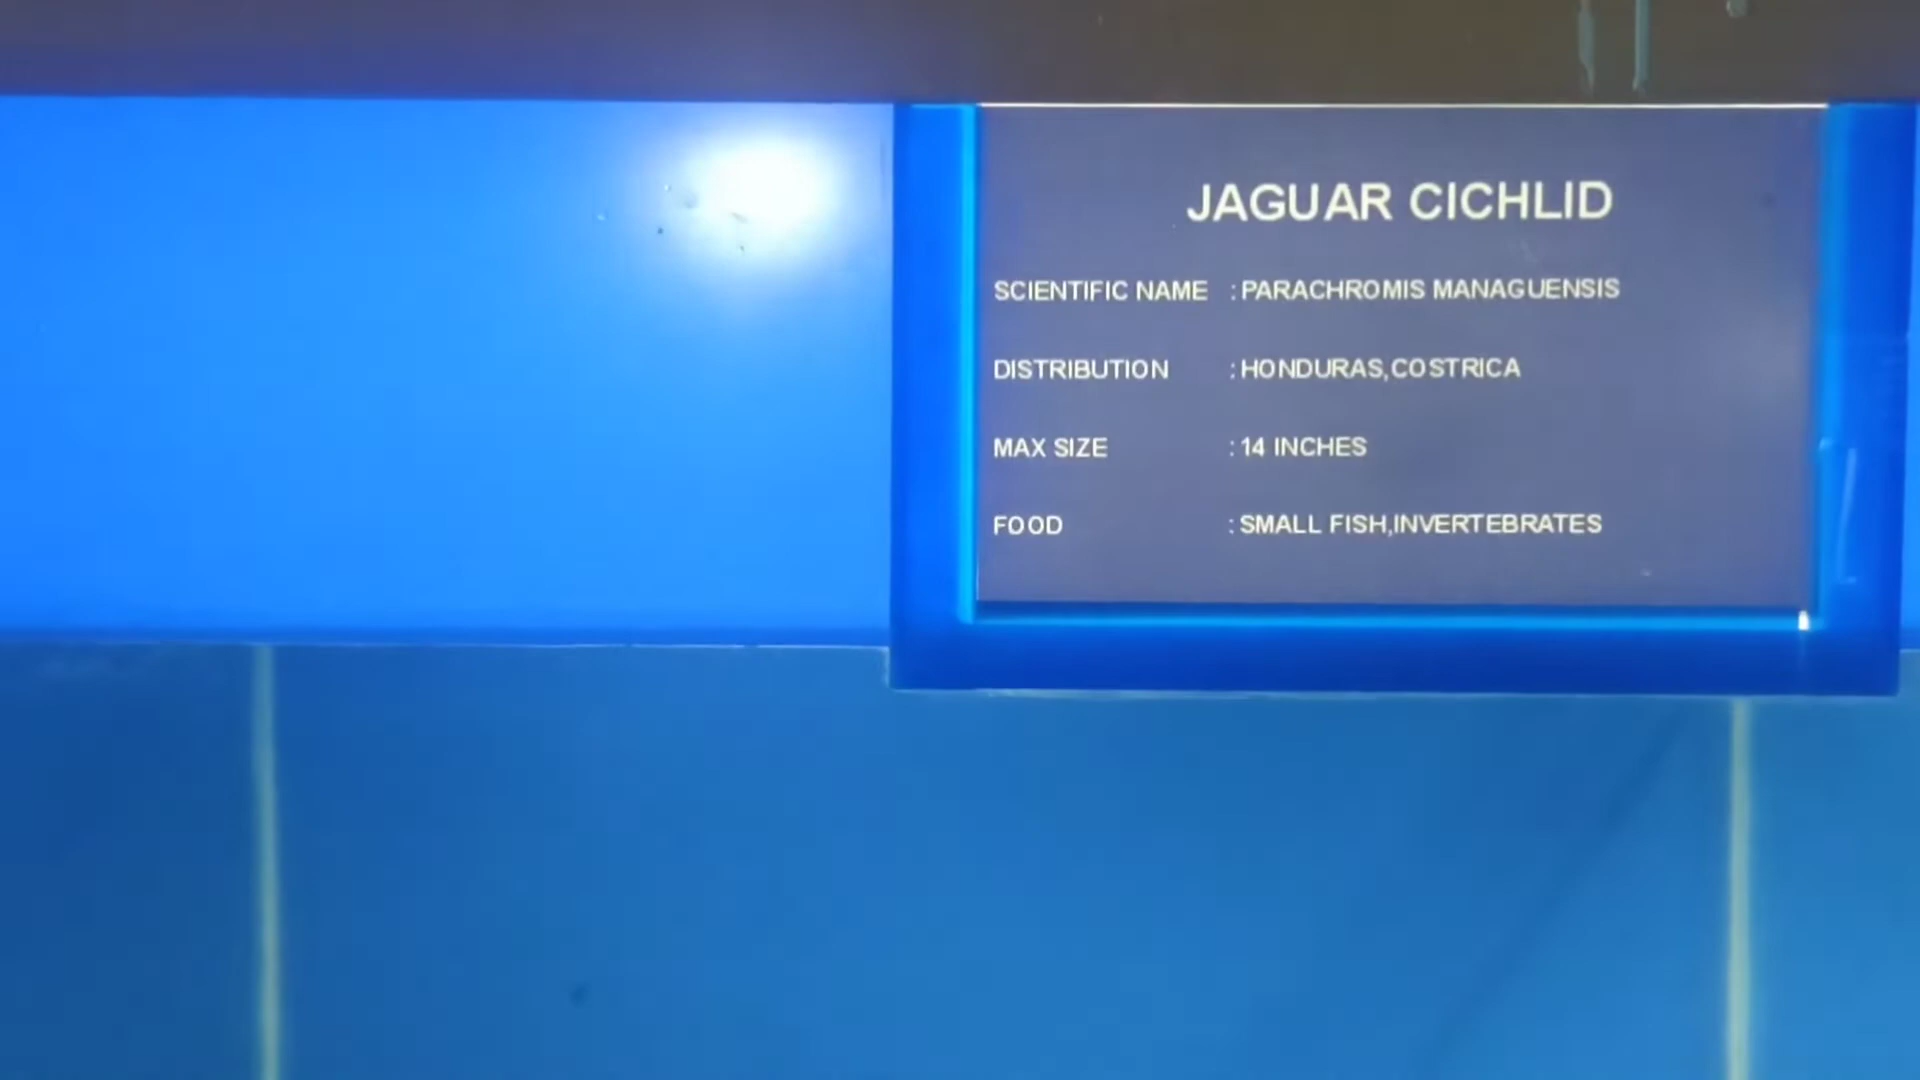 JAGUAR CICHLID
SCIENTIFIC NAME : PARACHROMIS MANAGUENSIS
DISTRIBUTION : HONDURAS,COSTRICA
MAX SIZE : 14 INCHES
FOOD : SMALL FISH,INVERTEBRATES